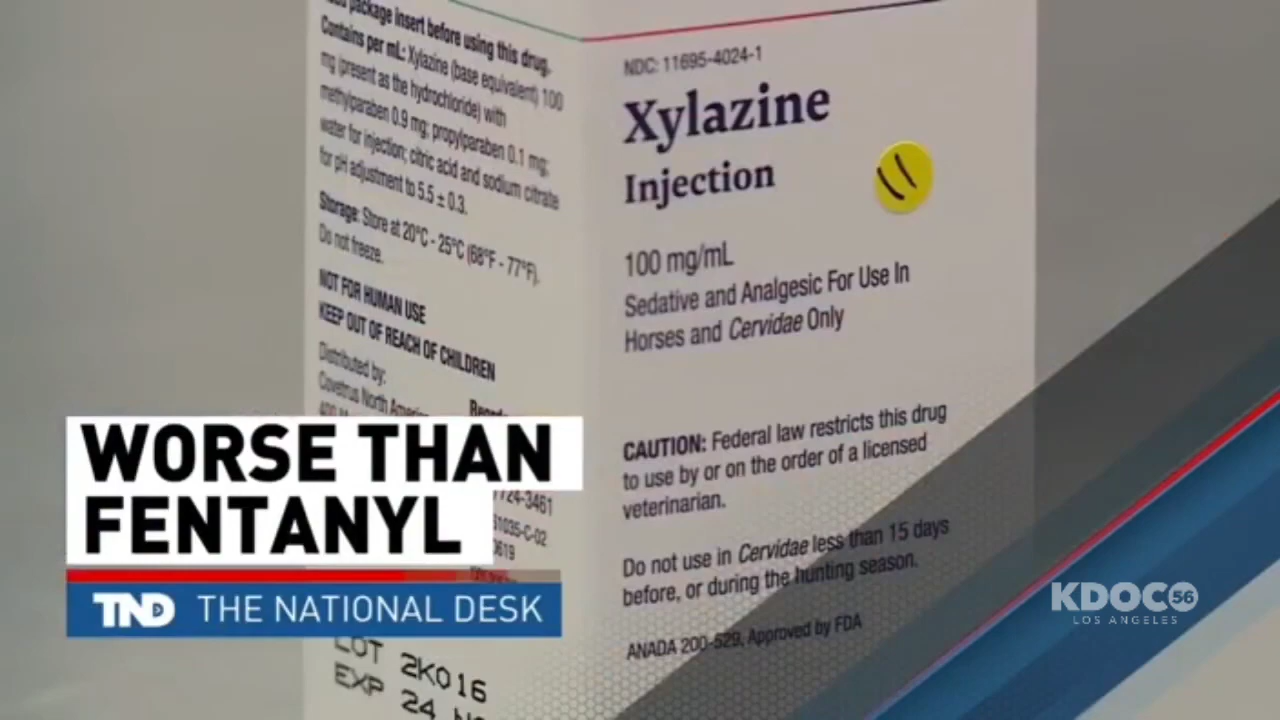 package insert before using this drug.
Contains per mL: Xylazine (base equivalent) 100
mg (present as the hydrochloride) with
methylparaben 0.9 mg; propylparaben 0.1 mg;
water for injection; citric acid and sodium citrate
for pH adjustment to 5.5 ± 0.3.
Storage: Store at 20°C - 25°C (68°F - 77°F).
Do not freeze.
NOT FOR HUMAN USE
KEEP OUT OF REACH OF CHILDREN
Distributed by:
Covetrus North
LOT 2K016
EXP 24
NDC: 11695-4024-1
Xylazine
Injection
100 mg/mL
Sedative and Analgesic For Use In
Horses and Cervidae Only
CAUTION: Federal law restricts this drug
to use by or on the order of a licensed
veterinarian.
Do not use in Cervidae less than 15 days
before, or during the hunting season.
ANADA 200-529, Approved by FDA
WORSE THAN
FENTANYL
TND THE NATIONAL DESK
KDOC 56
LOS ANGELES